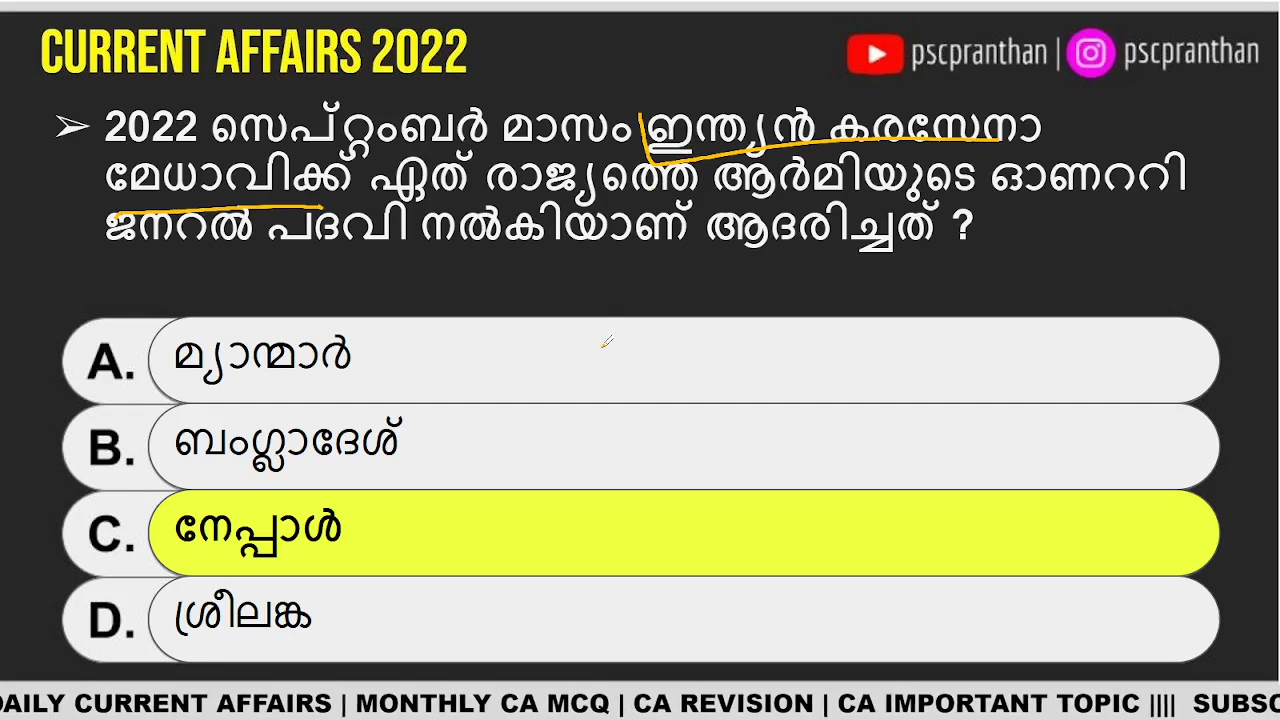 CURRENT AFFAIRS 2022
pscpranthan | pscpranthan
➢ 2022 സെപ്റ്റംബർ മാസം ഇന്ത്യൻ കരസേനാ
മേധാവിക്ക് ഏത് രാജ്യത്തെ ആർമിയുടെ ഓണററി
ജനറൽ പദവി നൽകിയാണ് ആദരിച്ചത് ?
A. മ്യാന്മാർ
B. ബംഗ്ലാദേശ്
C. നേപ്പാൾ
D. ശ്രീലങ്ക
DAILY CURRENT AFFAIRS | MONTHLY CA MCQ | CA REVISION | CA IMPORTANT TOPIC |||| SUBSC